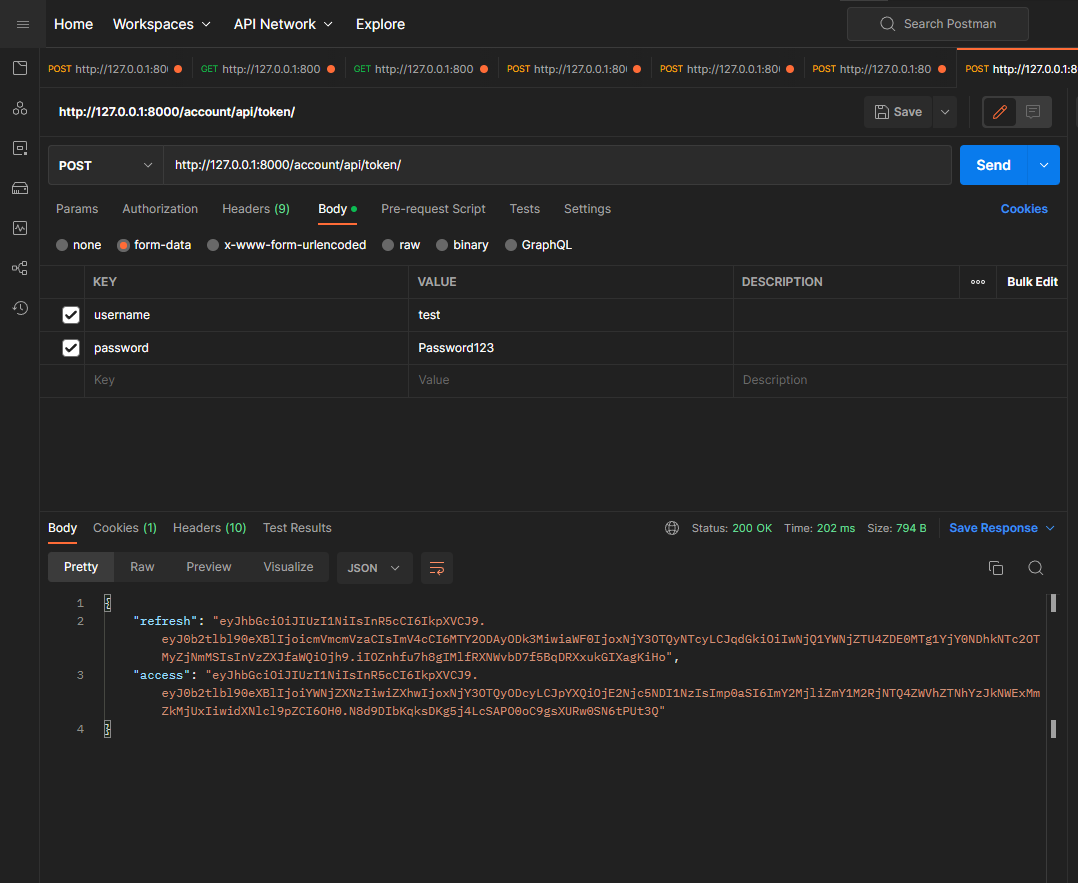 Home Workspaces API Network Explore Search Postman
POST http://127.0.0.1:800 GET http://127.0.0.1:800 GET http://127.0.0.1:800 POST http://127.0.0.1:800 POST http://127.0.0.1:800 POST http://127.0.0.1:80 POST http://127.0.0.1:8
http://127.0.0.1:8000/account/api/token/ Save
POST http://127.0.0.1:8000/account/api/token/ Send
Params Authorization Headers (9) Body Pre-request Script Tests Settings Cookies
none form-data x-www-form-urlencoded raw binary GraphQL
KEY VALUE DESCRIPTION Bulk Edit
username test
password Password123
Key Value Description
Body Cookies (1) Headers (10) Test Results Status: 200 OK Time: 202 ms Size: 794 B Save Response
Pretty Raw Preview Visualize JSON
1 {
2 "refresh": "eyJhbGciOiJIUzI1NiIsInR5cCI6IkpXVCJ9.
eyJ0b2tlbl90eXBlIjoicmVmcmVzaCIsImV4cCI6MTY2ODAyODk3MiwiaWF0IjoxNjY3OTQyNTcyLCJqdGkiOiIwNjQ1YWNjZTU4ZDE0MTg1YjY0NDhkNTc2OT
MyZjNmMSIsInVzZXJfaWQiOjh9.iIOZnhfu7h8gIMlfRXNWvbD7f5BqDRXxukGIXagKiHo",
3 "access": "eyJhbGciOiJIUzI1NiIsInR5cCI6IkpXVCJ9.
eyJ0b2tlbl90eXBlIjoiYWNjZXNzIiwiZXhwIjoxNjY3OTQyODcyLCJpYXQiOjE2Njc5NDI1NzIsImp0aSI6ImY2MjliZmY1M2RjNTQ4ZWVhZTNhYzJkNWExMm
ZkMjUxIiwidXNlcl9pZCI6OH0.N8d9DIbKqksDKg5j4LcSAPO0oC9gsXURw0SN6tPUt3Q"
4 }